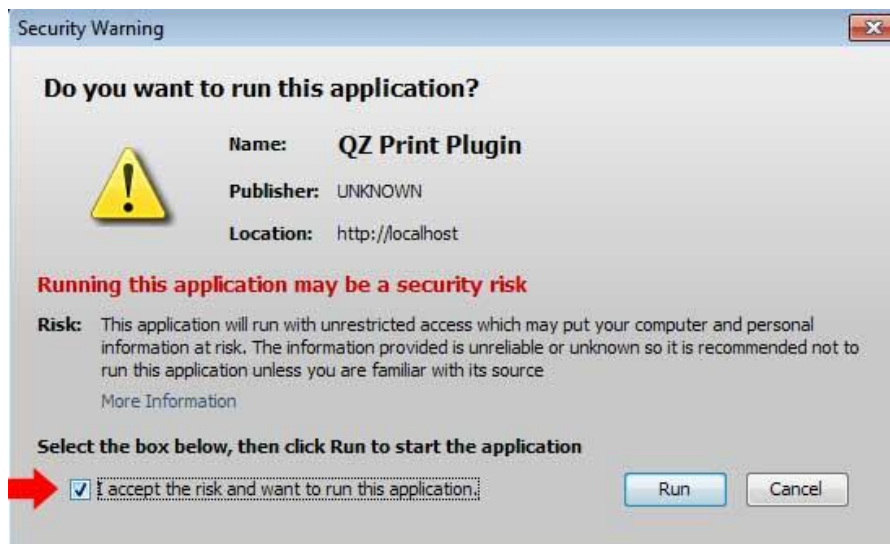 Security Warning
Do you want to run this application?
Name: QZ Print Plugin
Publisher: UNKNOWN
Location: http://localhost
Running this application may be a security risk
Risk: This application will run with unrestricted access which may put your computer and personal
information at risk. The information provided is unreliable or unknown so it is recommended not to
run this application unless you are familiar with its source
More Information
Select the box below, then click Run to start the application
I accept the risk and want to run this application. Run Cancel